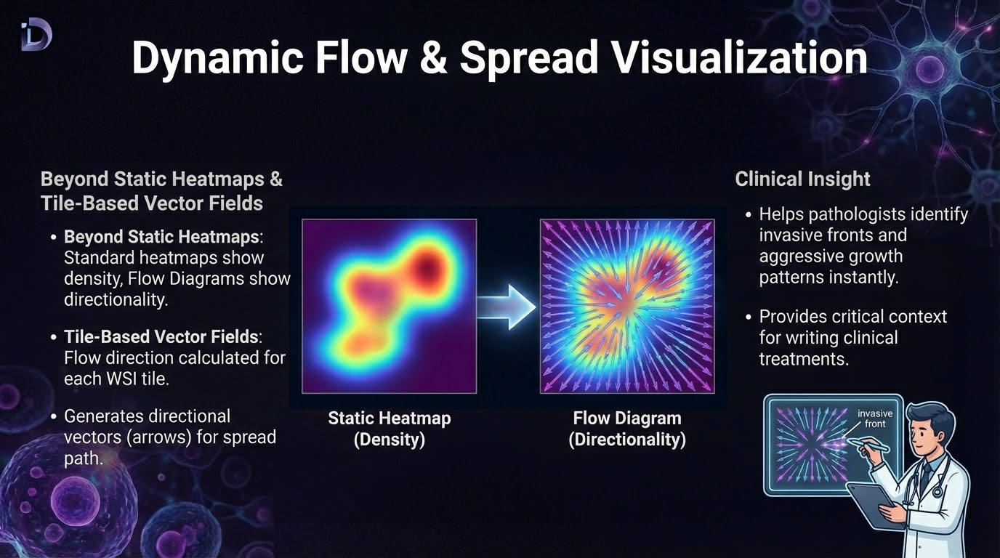 iD
Dynamic Flow & Spread Visualization
Beyond Static Heatmaps &
Tile-Based Vector Fields
• Beyond Static Heatmaps:
Standard heatmaps show
density, Flow Diagrams show
directionality.
• Tile-Based Vector Fields:
Flow direction calculated for
each WSI tile.
• Generates directional
vectors (arrows) for spread
path.
Static Heatmap
(Density)
Flow Diagram
(Directionality)
Clinical Insight
• Helps pathologists identify
invasive fronts and
aggressive growth
patterns instantly.
• Provides critical context
for writing clinical
treatments.
invasive
front